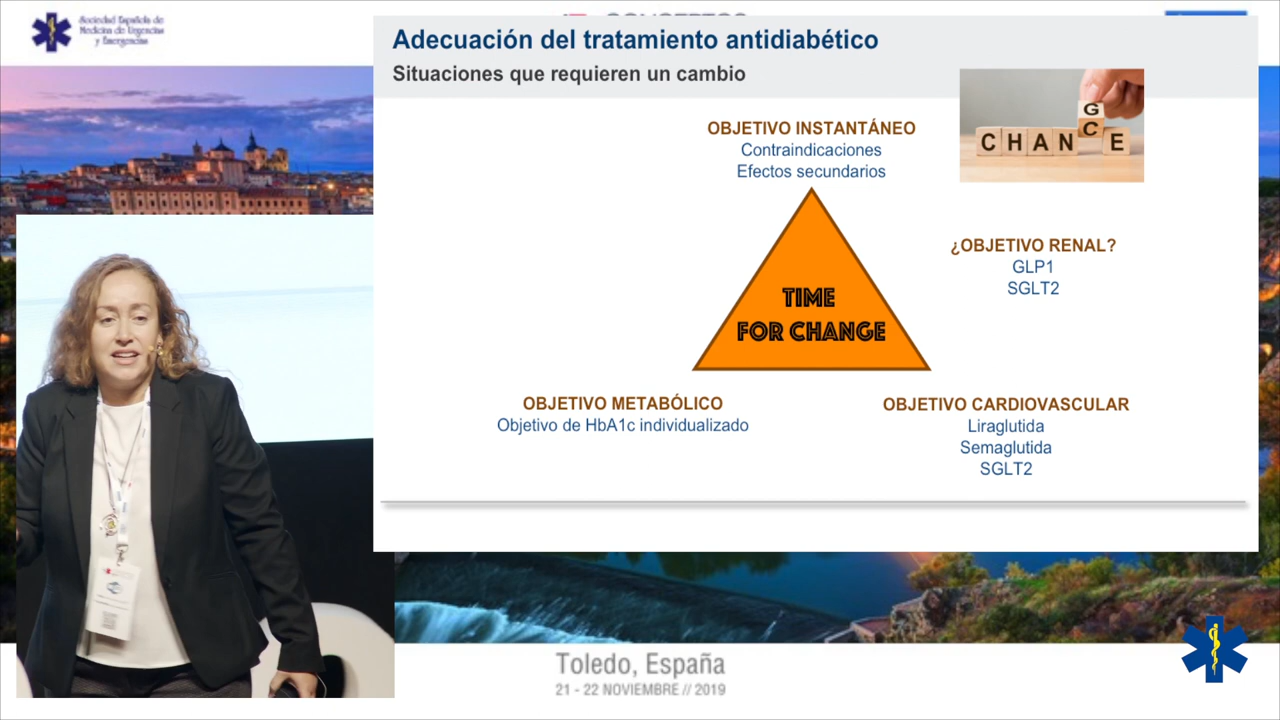 Sociedad Española de
Medicina de Urgencias
y Emergencias
Adecuación del tratamiento antidiabético
Situaciones que requieren un cambio
OBJETIVO INSTANTÁNEO
Contraindicaciones
Efectos secundarios
G
CHANCE
¿OBJETIVO RENAL?
GLP1
SGLT2
TIME
FOR CHANGE
OBJETIVO METABÓLICO
Objetivo de HbA1c individualizado
OBJETIVO CARDIOVASCULAR
Liraglutida
Semaglutida
SGLT2
Toledo, España
21 - 22 NOVIEMBRE // 2019